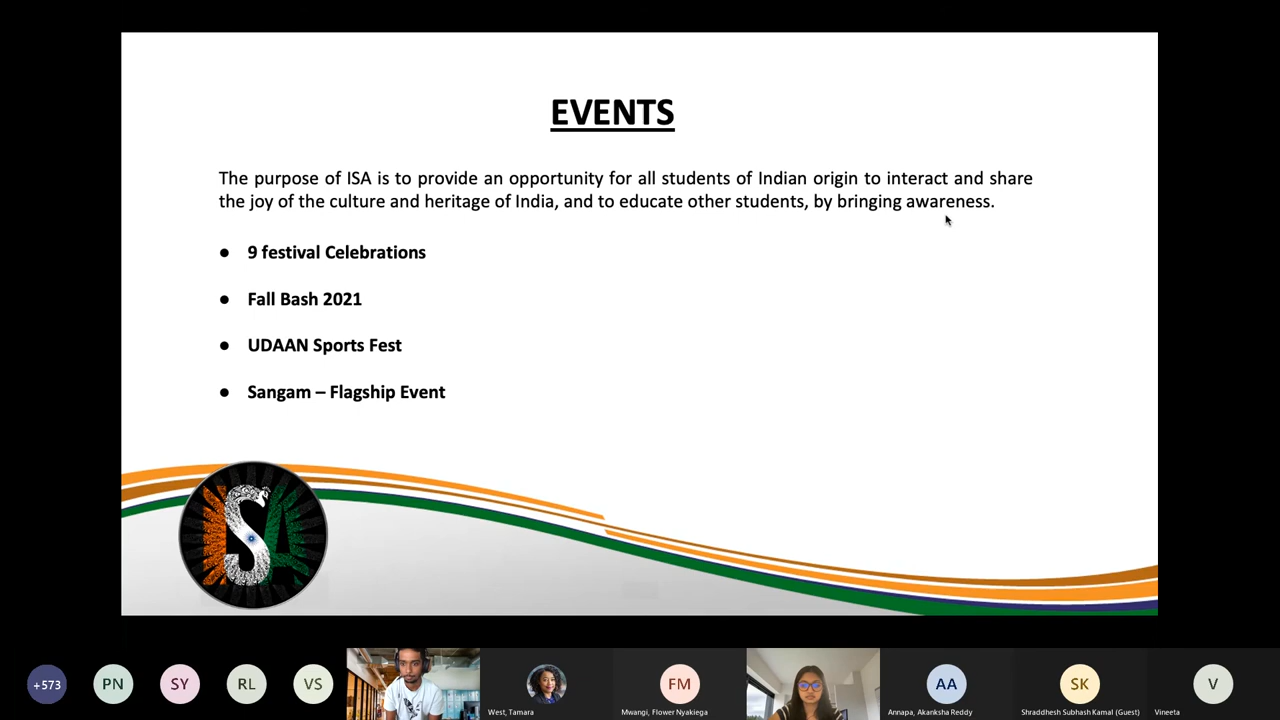 EVENTS
The purpose of ISA is to provide an opportunity for all students of Indian origin to interact and share
the joy of the culture and heritage of India, and to educate other students, by bringing awareness.
● 9 festival Celebrations
● Fall Bash 2021
● UDAAN Sports Fest
● Sangam – Flagship Event
ISA
+573
PN
SY
RL
VS
FM
AA
SK
V
West, Tamara
Mwangi, Flower Nyakiega
Annapa, Akanksha Reddy
Shraddhesh Subhash Kamal (Guest)
Vineeta